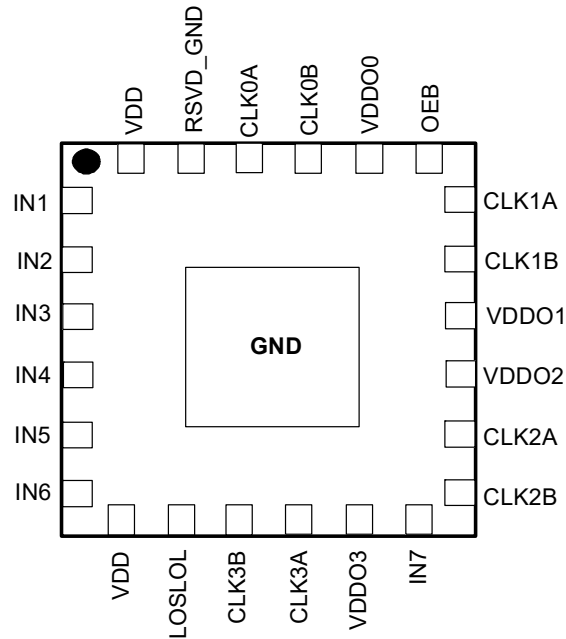 VDD
RSVD_GND
CLK0A
CLK0B
VDDO0
OEB
IN1
IN2
IN3
IN4
IN5
IN6
GND
CLK1A
CLK1B
VDDO1
VDDO2
CLK2A
CLK2B
VDD
LOSLOL
CLK3B
CLK3A
VDDO3
IN7